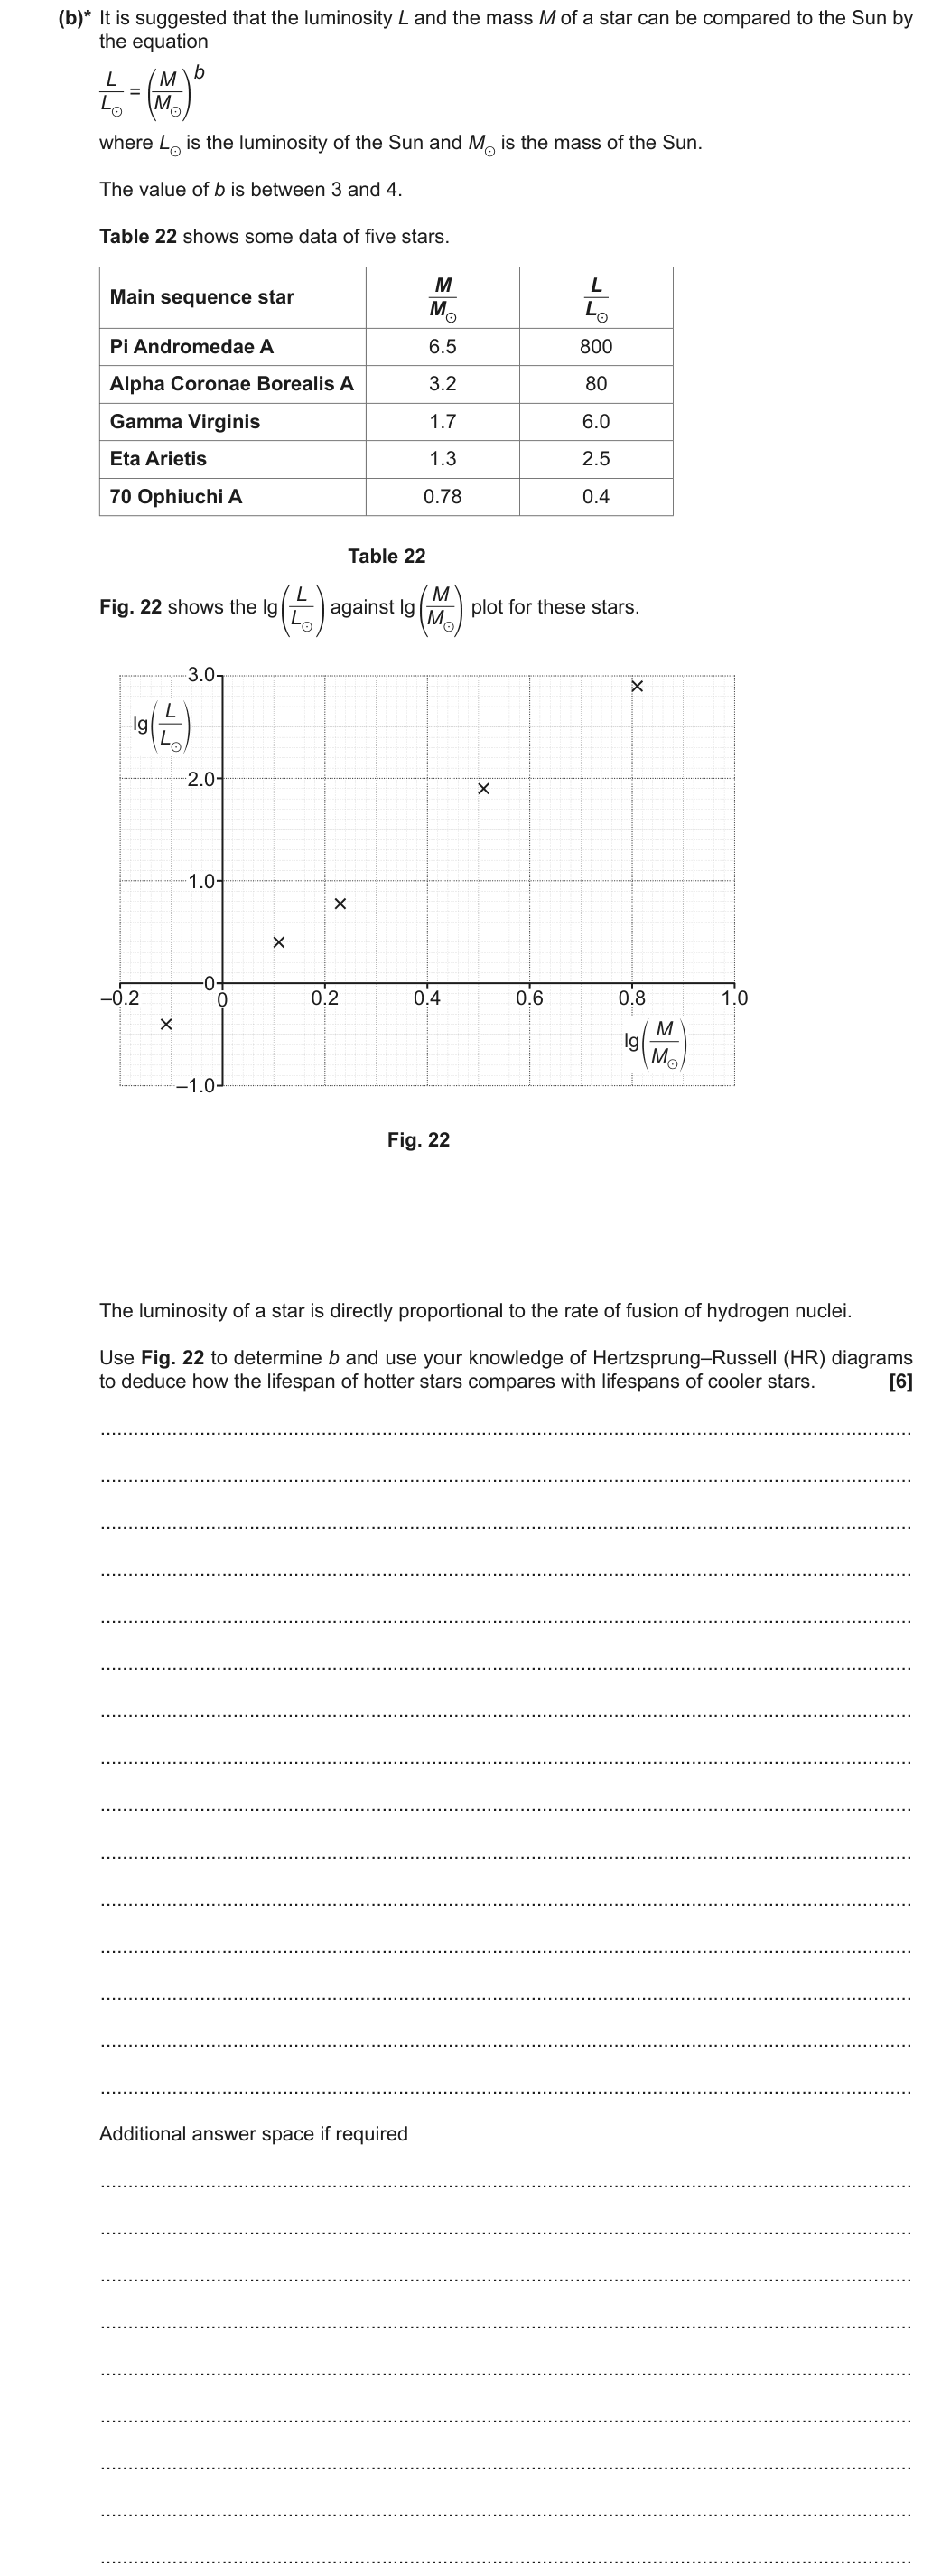 (b)* It is suggested that the luminosity L and the mass M of a star can be compared to the Sun by
the equation
L/L☉ = (M/M☉)^b
where L☉ is the luminosity of the Sun and M☉ is the mass of the Sun.
The value of b is between 3 and 4.
Table 22 shows some data of five stars.
Main sequence star M/M☉ L/L☉
Pi Andromedae A 6.5 800
Alpha Coronae Borealis A 3.2 80
Gamma Virginis 1.7 6.0
Eta Arietis 1.3 2.5
70 Ophiuchi A 0.78 0.4
Table 22
Fig. 22 shows the lg(L/L☉) against lg(M/M☉) plot for these stars.
3.0
lg(L/L☉)
2.0
1.0
0
–0.2 0 0.2 0.4 0.6 0.8 1.0
lg(M/M☉)
–1.0
Fig. 22
The luminosity of a star is directly proportional to the rate of fusion of hydrogen nuclei.
Use Fig. 22 to determine b and use your knowledge of Hertzsprung–Russell (HR) diagrams
to deduce how the lifespan of hotter stars compares with lifespans of cooler stars. [6]
Additional answer space if required